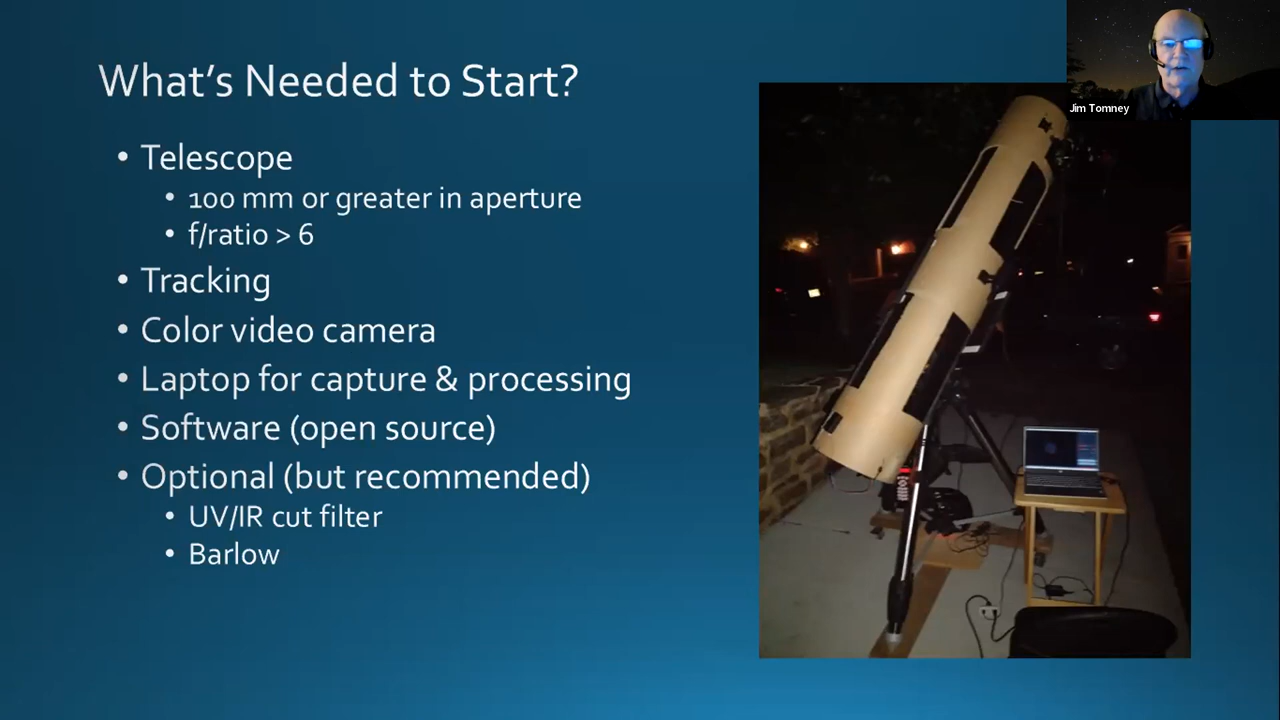 What's Needed to Start?
• Telescope
• 100 mm or greater in aperture
• f/ratio > 6
• Tracking
• Color video camera
• Laptop for capture & processing
• Software (open source)
• Optional (but recommended)
• UV/IR cut filter
• Barlow
Jim Tomney